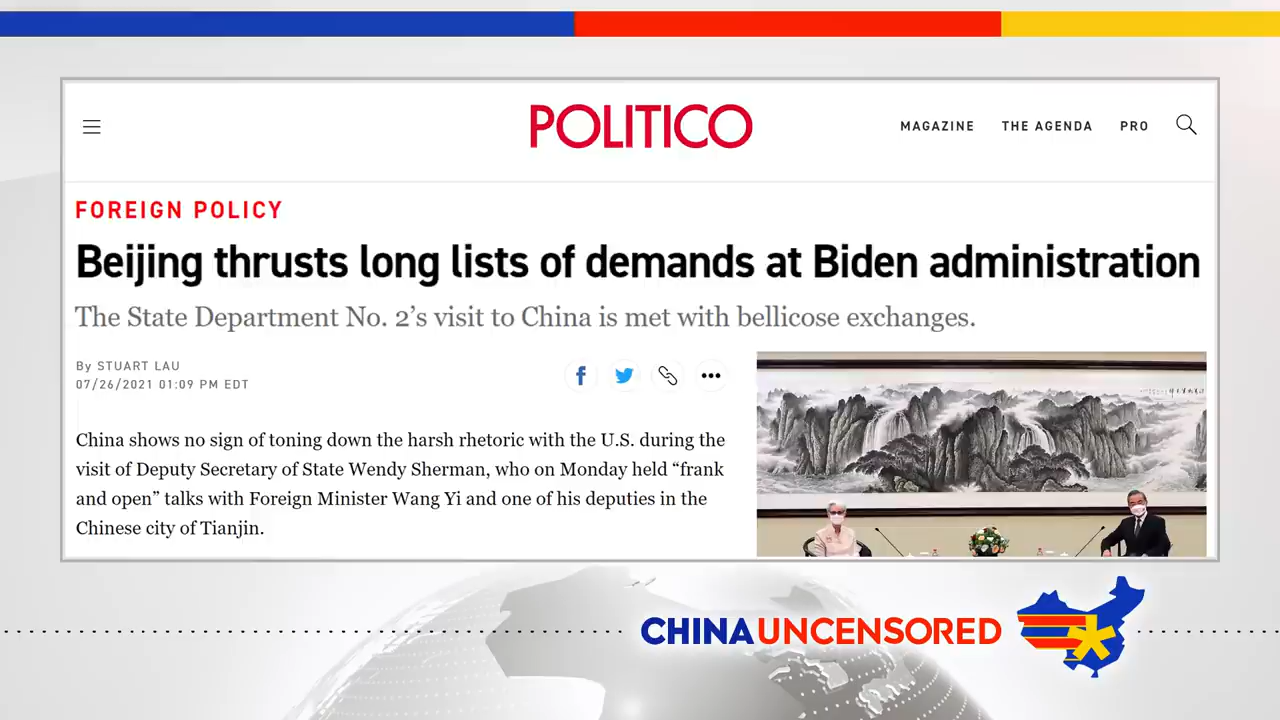 POLITICO
MAGAZINE THE AGENDA PRO
FOREIGN POLICY
Beijing thrusts long lists of demands at Biden administration
The State Department No. 2’s visit to China is met with bellicose exchanges.
By STUART LAU
07/26/2021 01:09 PM EDT
China shows no sign of toning down the harsh rhetoric with the U.S. during the
visit of Deputy Secretary of State Wendy Sherman, who on Monday held “frank
and open” talks with Foreign Minister Wang Yi and one of his deputies in the
Chinese city of Tianjin.
CHINA UNCENSORED